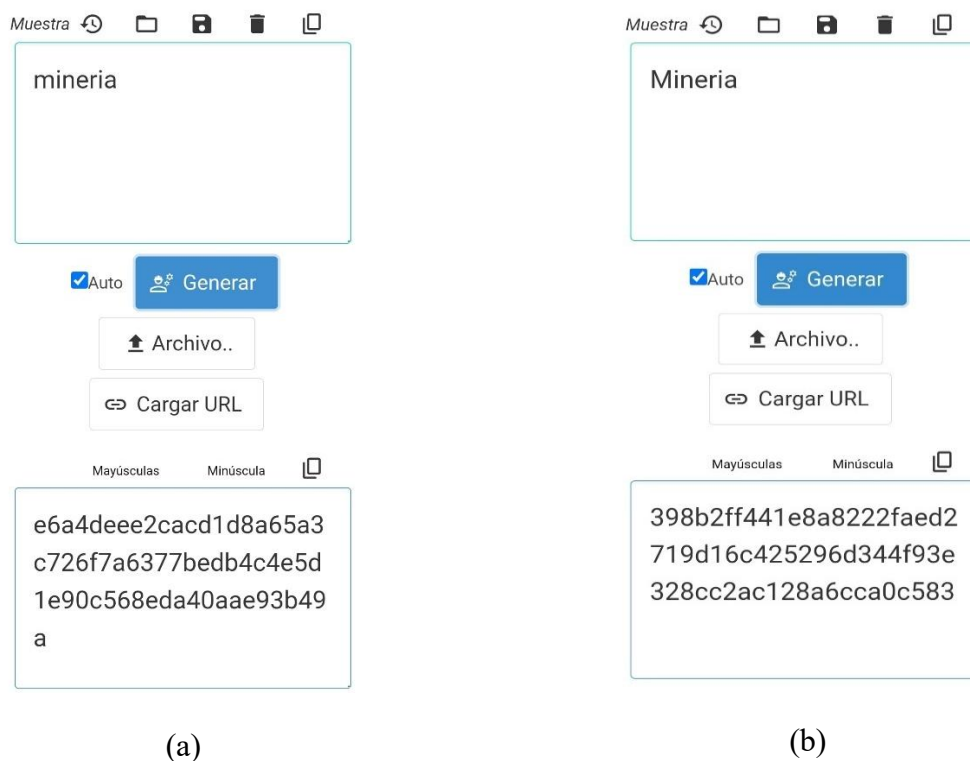 Muestra
mineria
Auto
Generar
Archivo..
Cargar URL
Mayúsculas Minúscula
e6a4deee2cacd1d8a65a3
c726f7a6377bedb4c4e5d
1e90c568eda40aae93b49
a
(a)
Muestra
Mineria
Auto
Generar
Archivo..
Cargar URL
Mayúsculas Minúscula
398b2ff441e8a8222faed2
719d16c425296d344f93e
328cc2ac128a6cca0c583
(b)